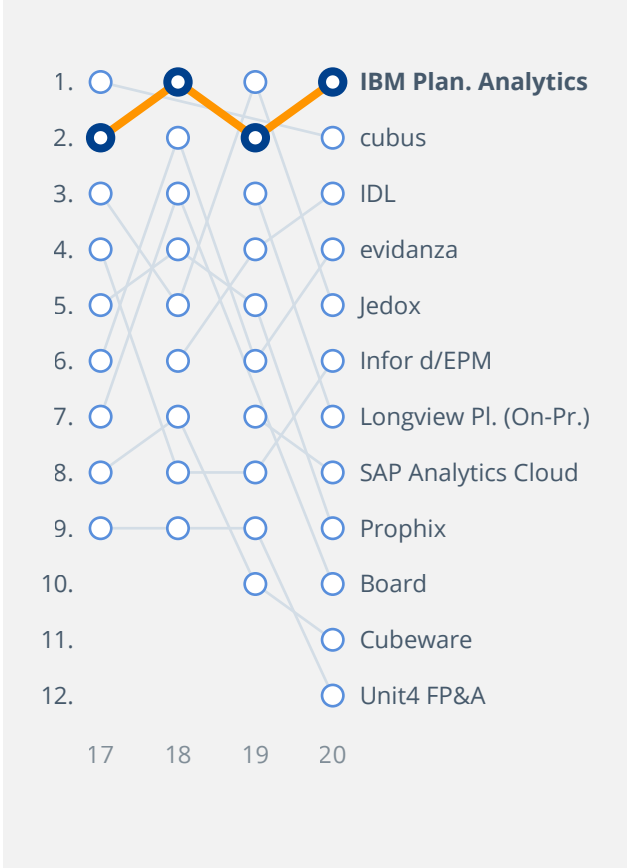 1. IBM Plan. Analytics
2. cubus
3. IDL
4. evidanza
5. Jedox
6. Infor d/EPM
7. Longview Pl. (On-Pr.)
8. SAP Analytics Cloud
9. Prophix
10. Board
11. Cubeware
12. Unit4 FP&A
17 18 19 20